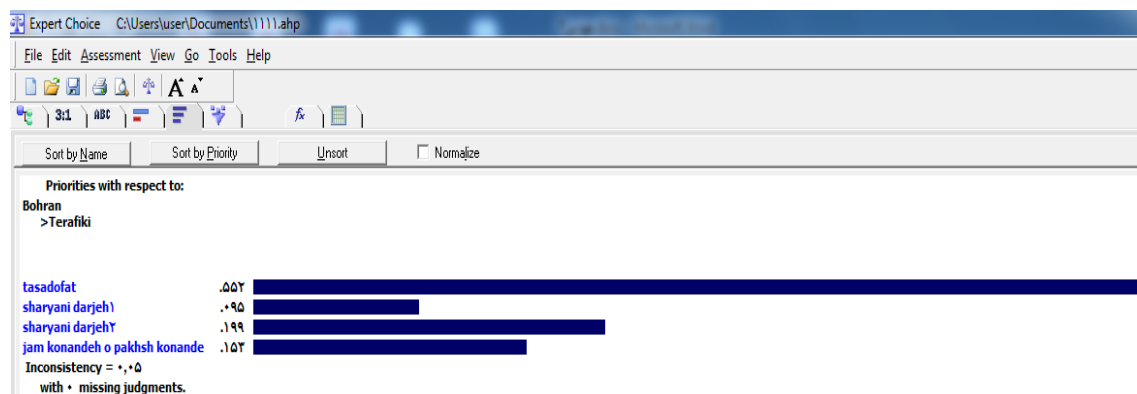 Expert Choice C:\Users\user\Documents\۱۱۱۱.ahp
File Edit Assessment View Go Tools Help
A A
3:1 ABC fx
Sort by Name Sort by Priority Unsort Normalize
Priorities with respect to:
Bohran
>Terafiki
tasadofat .۵۵۲
sharyani darjeh۱ .۰۹۵
sharyani darjeh۲ .۱۹۹
jam konandeh o pakhsh konande .۱۵۳
Inconsistency = ۰,۰۵
with ۰ missing judgments.